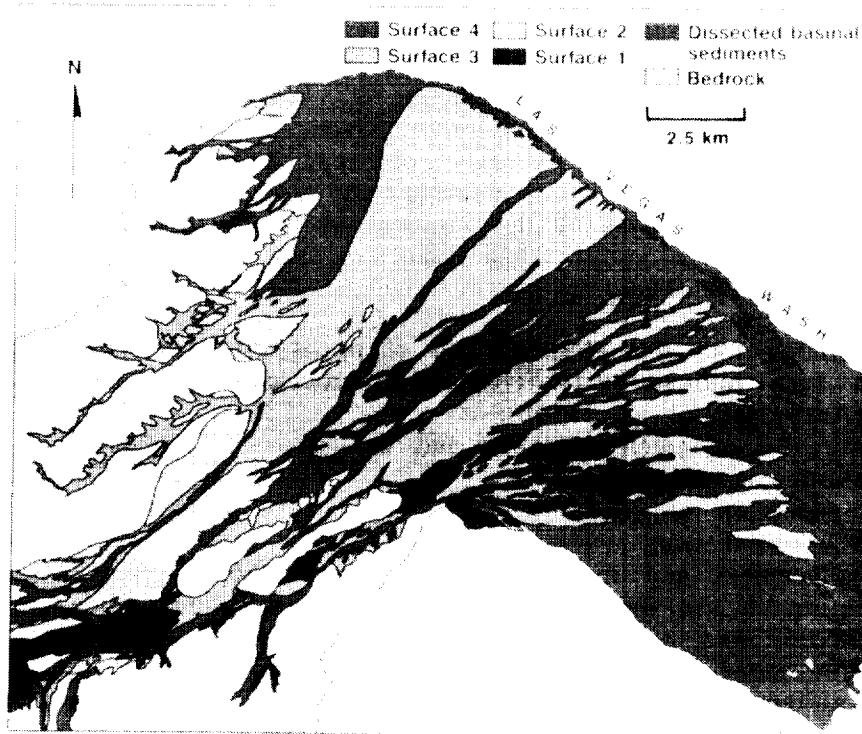 Surface 4
Surface 2
Dissected basinal
sediments
Surface 3
Surface 1
Bedrock
N
2.5 km
LAS VEGAS WASH